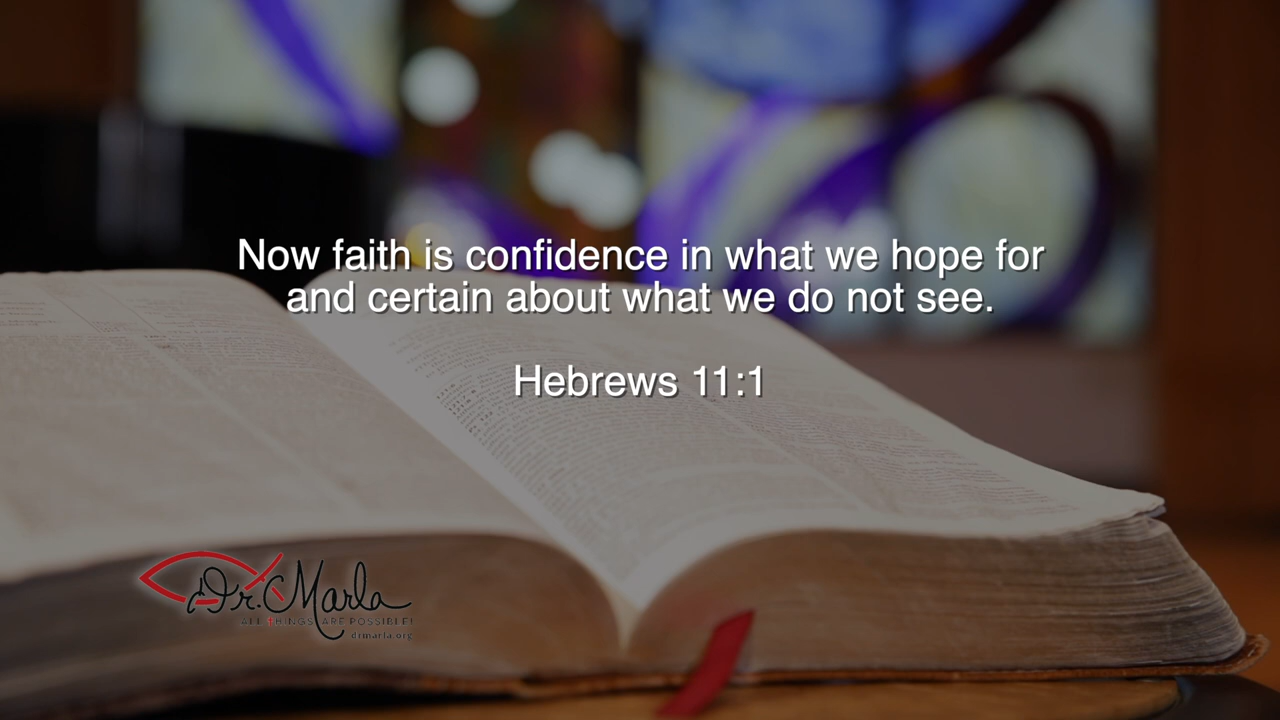 Now faith is confidence in what we hope for
and certain about what we do not see.
Hebrews 11:1
Dr. Marla
ALL THINGS ARE POSSIBLE!
drmarla.org